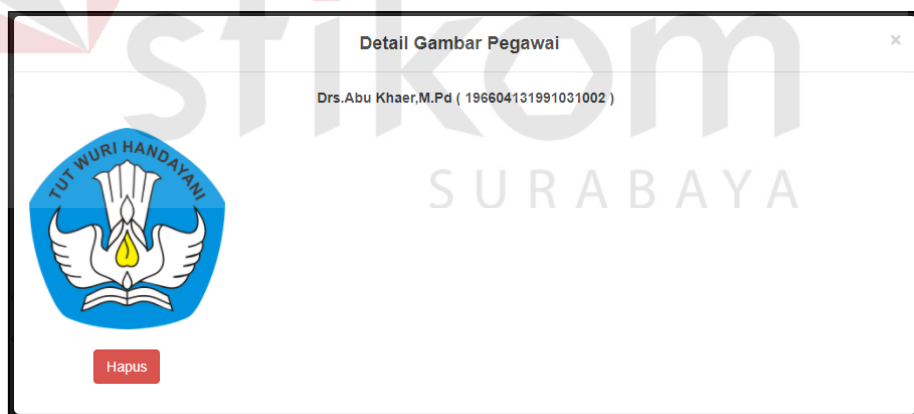 stikom
SURABAYA
Detail Gambar Pegawai
×
Drs.Abu Khaer,M.Pd ( 196604131991031002 )
TUT WURI HANDAYANI
Hapus